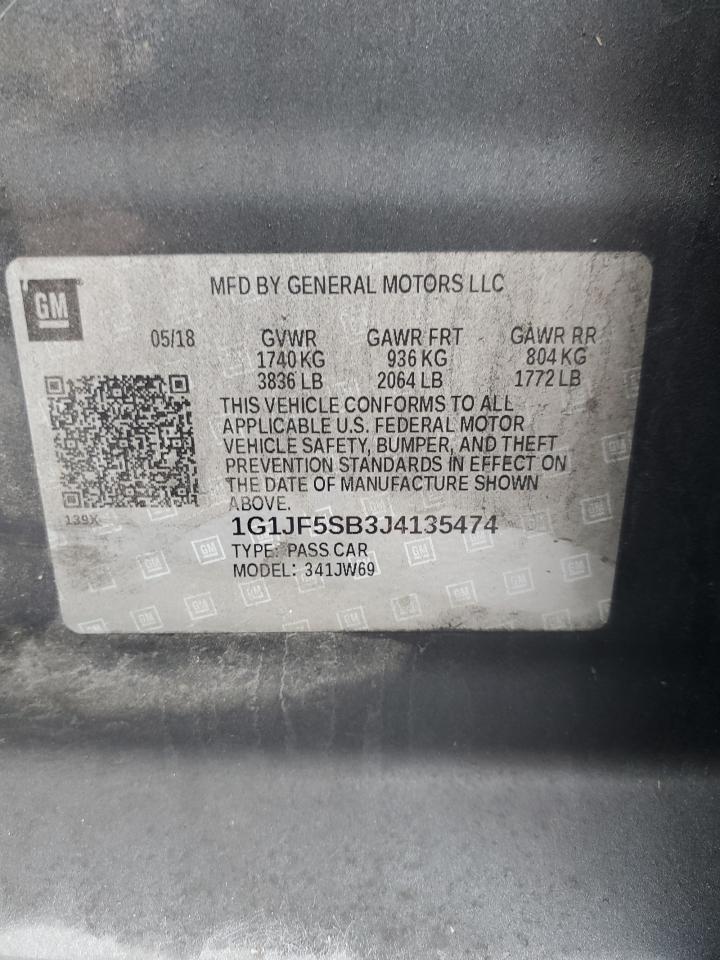 MFD BY GENERAL MOTORS LLC
GM
05/18 GVWR GAWR FRT GAWR RR
1740 KG 936 KG 804 KG
3836 LB 2064 LB 1772 LB
THIS VEHICLE CONFORMS TO ALL
APPLICABLE U.S. FEDERAL MOTOR
VEHICLE SAFETY, BUMPER, AND THEFT
PREVENTION STANDARDS IN EFFECT ON
THE DATE OF MANUFACTURE SHOWN
ABOVE.
139X
1G1JF5SB3J4135474
TYPE: PASS CAR
MODEL: 341JW69